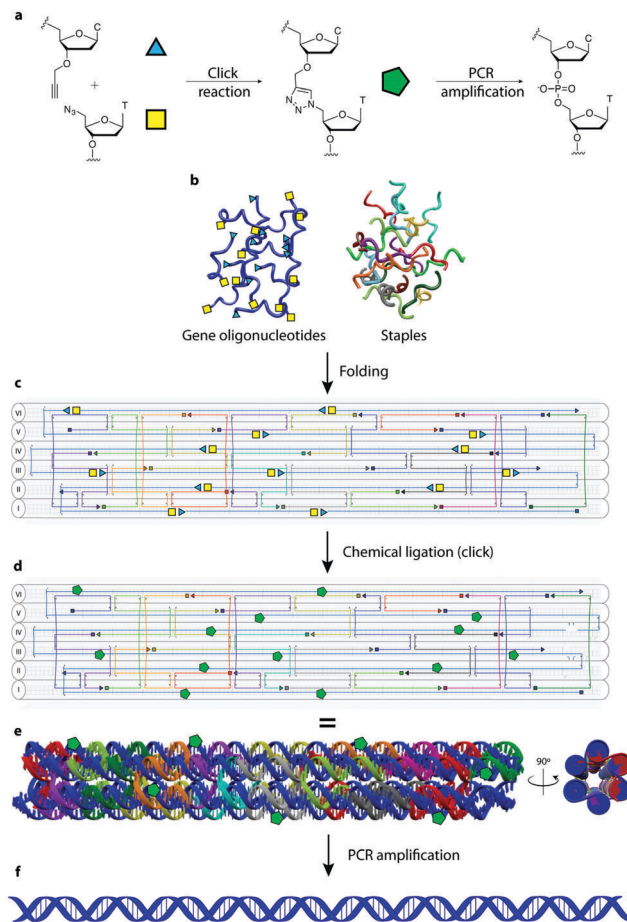 a
C
O
O
O
+
N₃
T
O
O
Click
reaction
C
O
O
O
N
N
N
T
O
O
PCR
amplification
C
O
O
O
-O-P=O
O
T
O
O
b
Gene oligonucleotides
Staples
Folding
c
VI
V
IV
III
II
I
Chemical ligation (click)
d
VI
V
IV
III
II
I
=
e
90º
PCR amplification
f